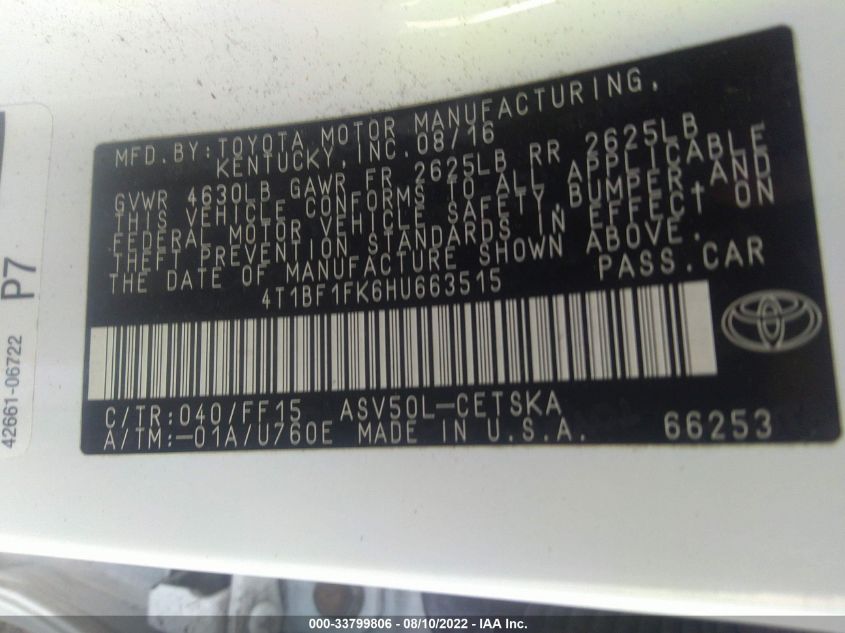 MFD.BY:TOYOTA MOTOR MANUFACTURING,
KENTUCKY, INC. 08/16
GVWR 4630LB GAWR FR 2625LB RR 2625LB
THIS VEHICLE CONFORMS TO ALL APPLICABLE
FEDERAL MOTOR VEHICLE SAFETY, BUMPER, AND
THEFT PREVENTION STANDARDS IN EFFECT ON
THE DATE OF MANUFACTURE SHOWN ABOVE.
4T1BF1FK6HU663515 PASS.CAR
C/TR:040/FF15 ASV50L-CETSKA
A/TM:-01A/U760E MADE IN U.S.A. 66253
42661-06722 P7
000-33799806 - 08/10/2022 - IAA Inc.